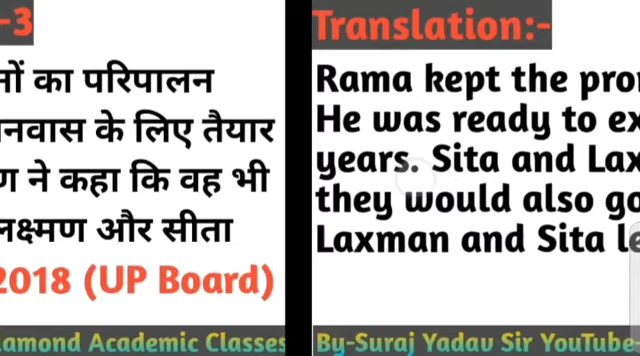 -3
नों का परिपालन
नवास के लिए तैयार
ण ने कहा कि वह भी
लक्ष्मण और सीता
2018 (UP Board)
iamond Academic Classes
Translation:-
Rama kept the pro
He was ready to ex
years. Sita and Lax
they would also go
Laxman and Sita le
By-Suraj Yadav Sir YouTube